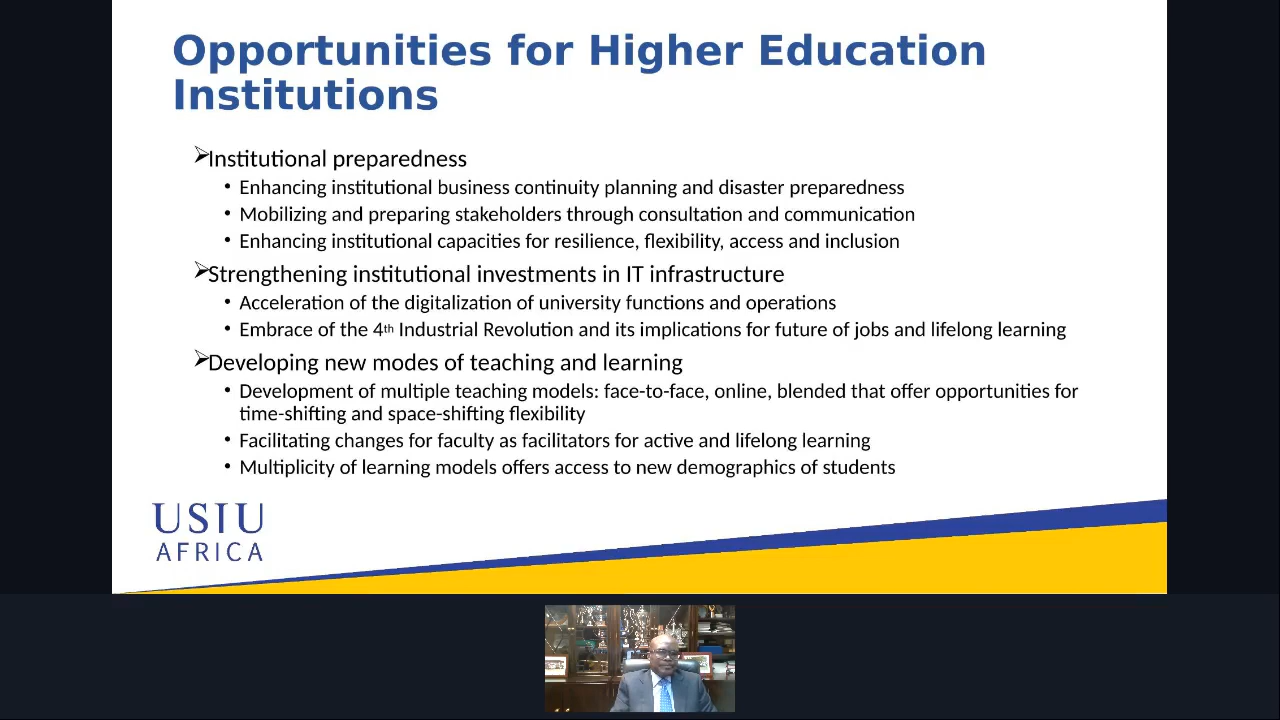 Opportunities for Higher Education
Institutions
➢Institutional preparedness
• Enhancing institutional business continuity planning and disaster preparedness
• Mobilizing and preparing stakeholders through consultation and communication
• Enhancing institutional capacities for resilience, flexibility, access and inclusion
➢Strengthening institutional investments in IT infrastructure
• Acceleration of the digitalization of university functions and operations
• Embrace of the 4th Industrial Revolution and its implications for future of jobs and lifelong learning
➢Developing new modes of teaching and learning
• Development of multiple teaching models: face-to-face, online, blended that offer opportunities for
time-shifting and space-shifting flexibility
• Facilitating changes for faculty as facilitators for active and lifelong learning
• Multiplicity of learning models offers access to new demographics of students
USIU
AFRICA